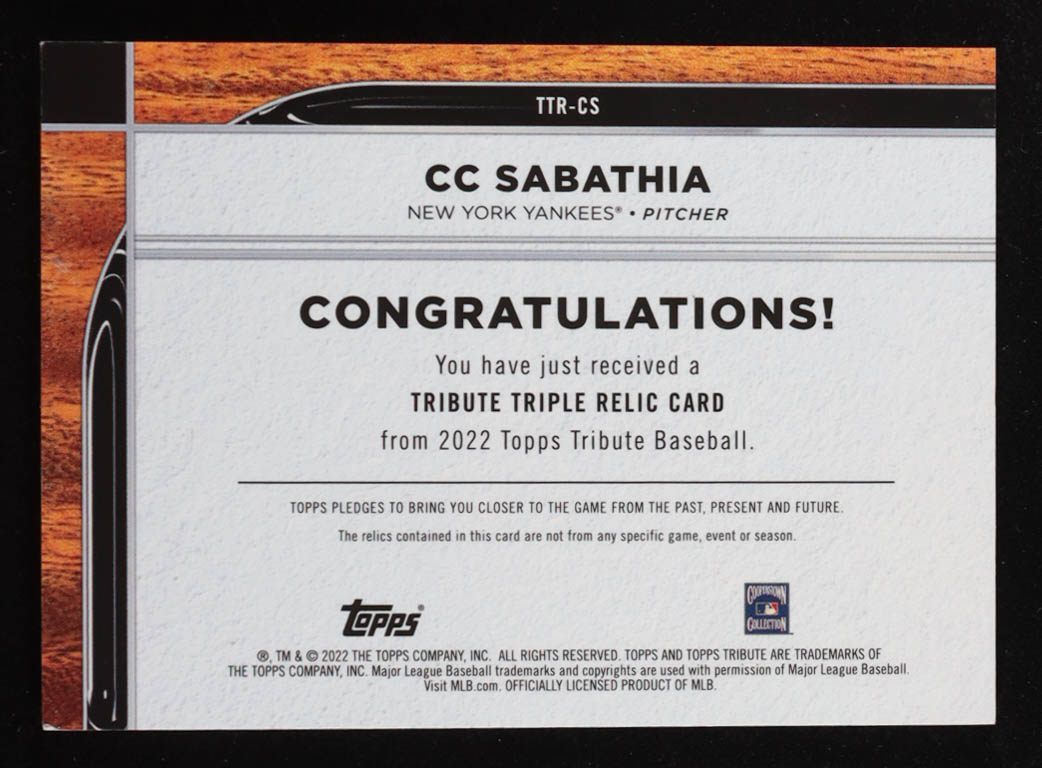 TTR-CS
CC SABATHIA
NEW YORK YANKEES® • PITCHER
CONGRATULATIONS!
You have just received a
TRIBUTE TRIPLE RELIC CARD
from 2022 Topps Tribute Baseball.
TOPPS PLEDGES TO BRING YOU CLOSER TO THE GAME FROM THE PAST, PRESENT AND FUTURE.
The relics contained in this card are not from any specific game, event or season.
topps®
COOPERSTOWN
COLLECTION
®, TM & © 2022 THE TOPPS COMPANY, INC. ALL RIGHTS RESERVED. TOPPS AND TOPPS TRIBUTE ARE TRADEMARKS OF
THE TOPPS COMPANY, INC. Major League Baseball trademarks and copyrights are used with permission of Major League Baseball.
Visit MLB.com. OFFICIALLY LICENSED PRODUCT OF MLB.